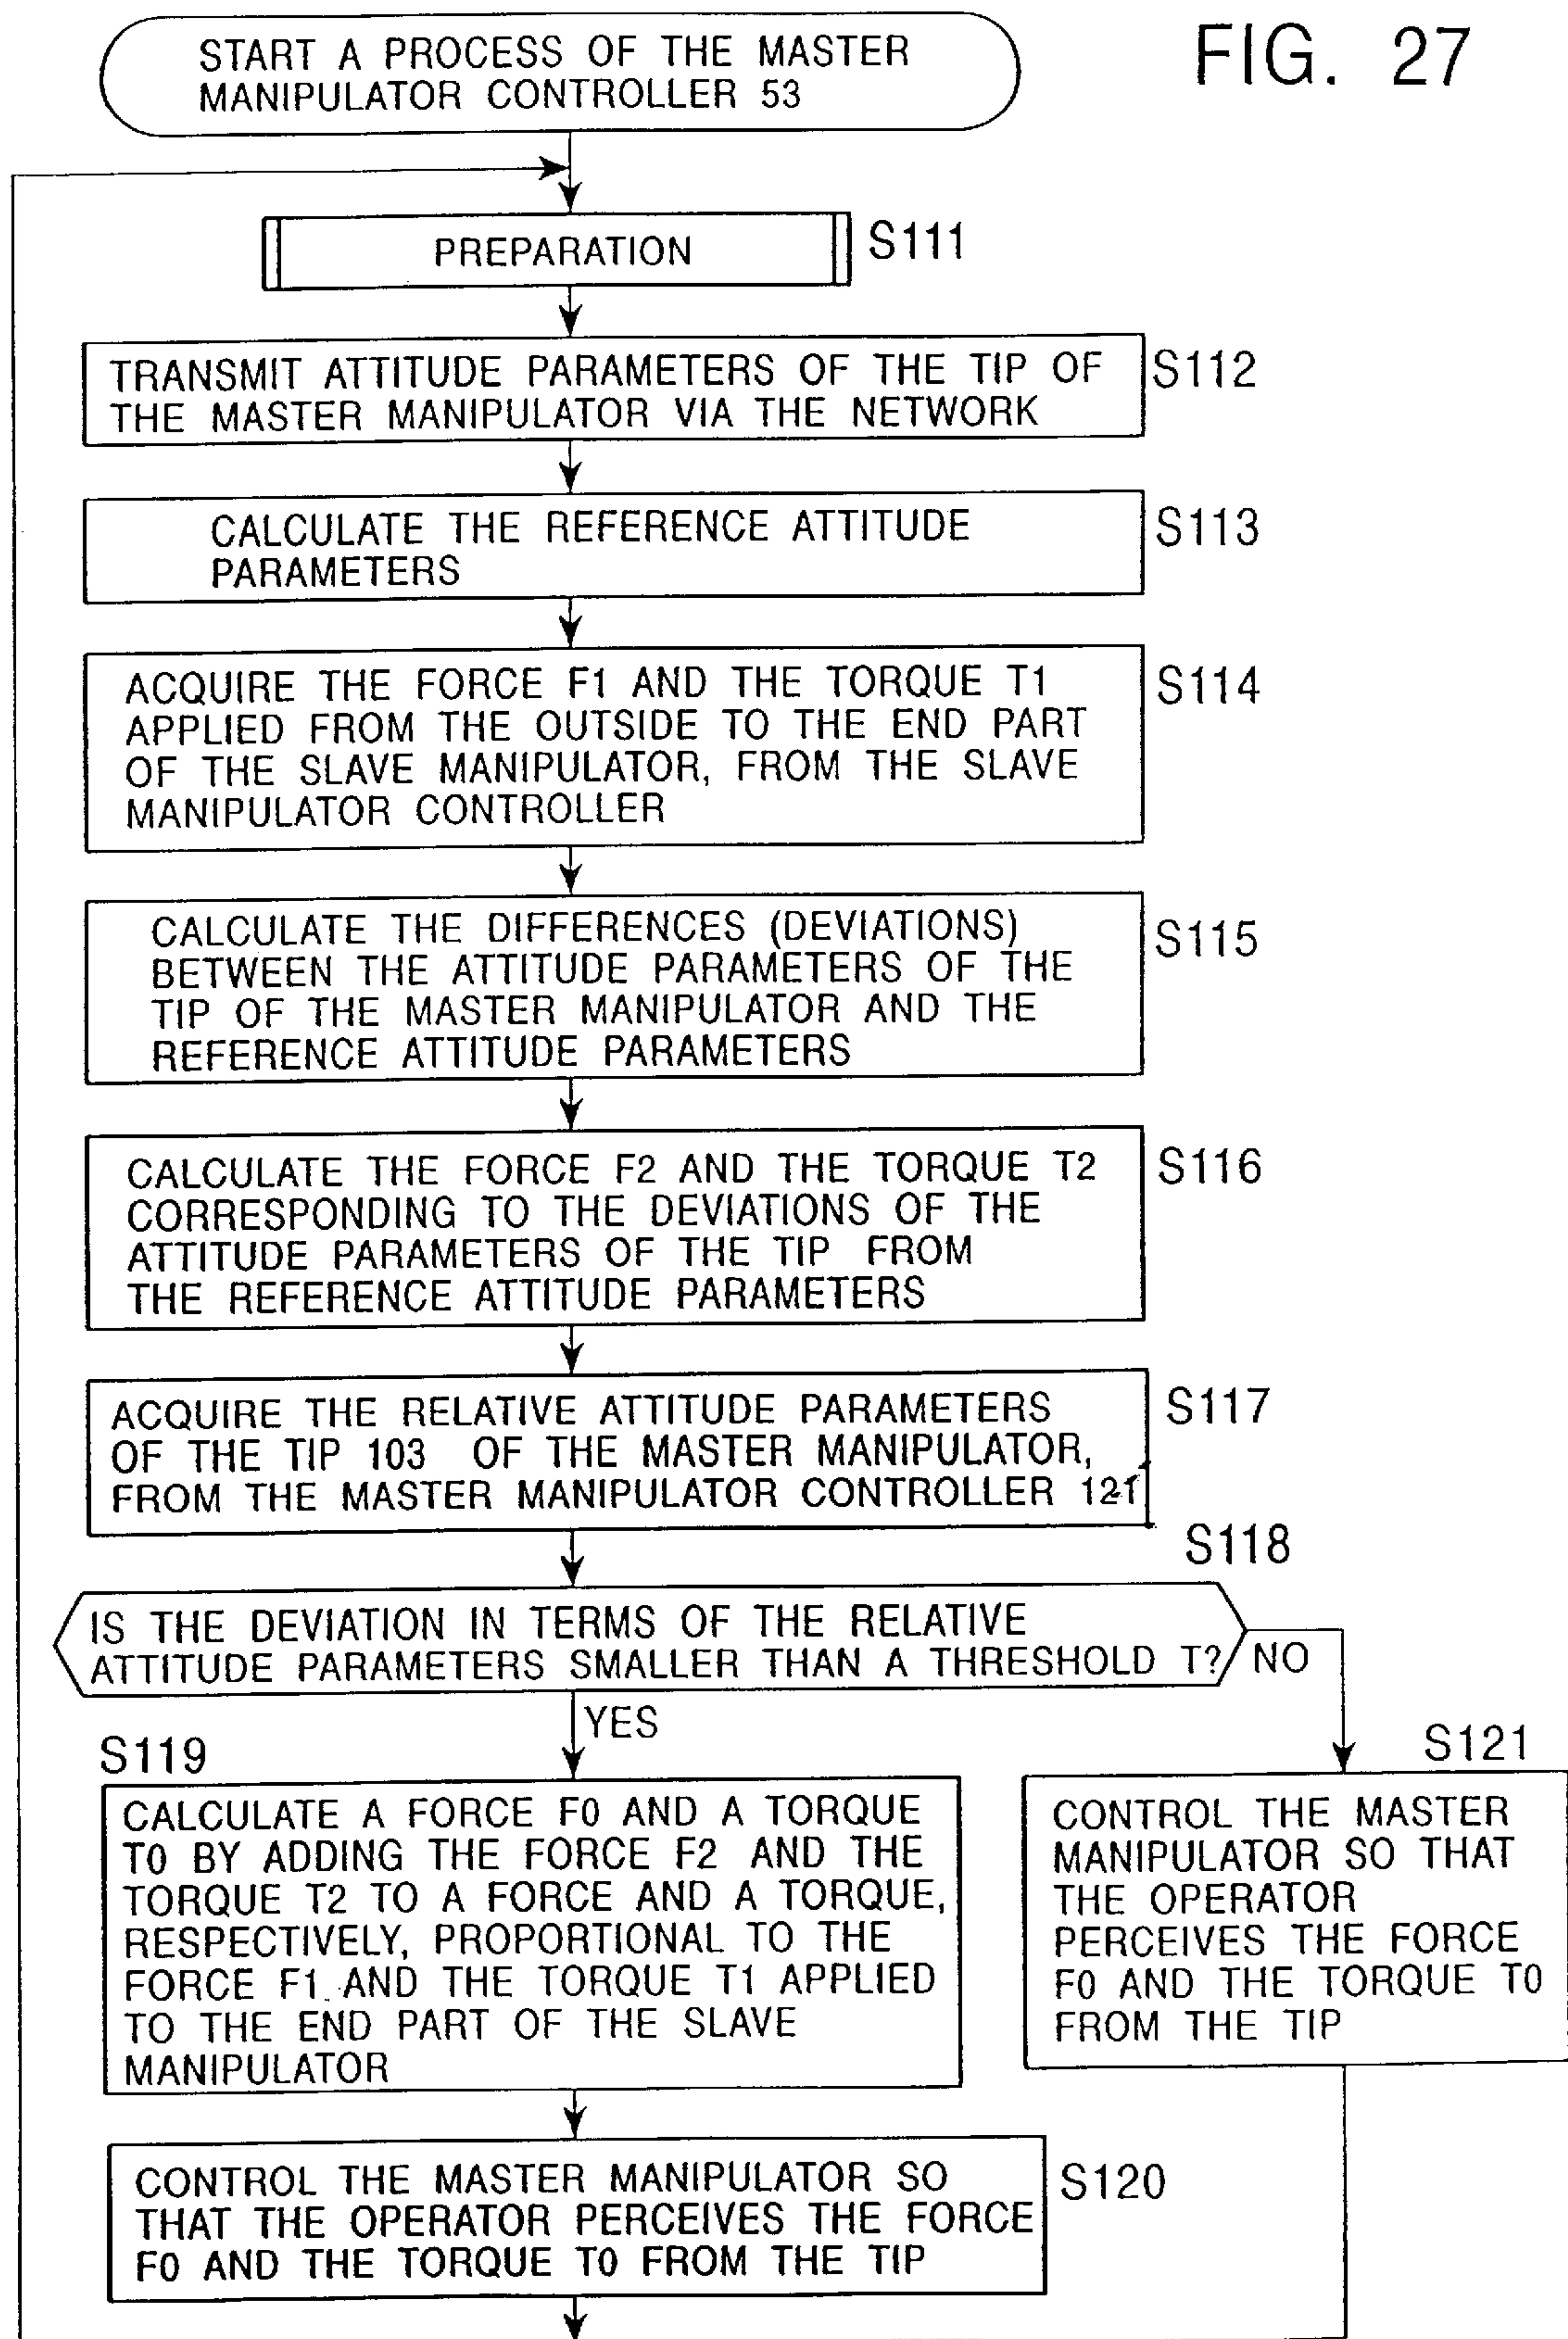 FIG. 27
START A PROCESS OF THE MASTER
MANIPULATOR CONTROLLER 53
PREPARATION
S111
TRANSMIT ATTITUDE PARAMETERS OF THE TIP OF
THE MASTER MANIPULATOR VIA THE NETWORK
S112
CALCULATE THE REFERENCE ATTITUDE
PARAMETERS
S113
ACQUIRE THE FORCE F1 AND THE TORQUE T1
APPLIED FROM THE OUTSIDE TO THE END PART
OF THE SLAVE MANIPULATOR, FROM THE SLAVE
MANIPULATOR CONTROLLER
S114
CALCULATE THE DIFFERENCES (DEVIATIONS)
BETWEEN THE ATTITUDE PARAMETERS OF THE
TIP OF THE MASTER MANIPULATOR AND THE
REFERENCE ATTITUDE PARAMETERS
S115
CALCULATE THE FORCE F2 AND THE TORQUE T2
CORRESPONDING TO THE DEVIATIONS OF THE
ATTITUDE PARAMETERS OF THE TIP FROM
THE REFERENCE ATTITUDE PARAMETERS
S116
ACQUIRE THE RELATIVE ATTITUDE PARAMETERS
OF THE TIP 103 OF THE MASTER MANIPULATOR,
FROM THE MASTER MANIPULATOR CONTROLLER 121
S117
S118
IS THE DEVIATION IN TERMS OF THE RELATIVE
ATTITUDE PARAMETERS SMALLER THAN A THRESHOLD T?
NO
YES
S119
CALCULATE A FORCE F0 AND A TORQUE
T0 BY ADDING THE FORCE F2 AND THE
TORQUE T2 TO A FORCE AND A TORQUE,
RESPECTIVELY, PROPORTIONAL TO THE
FORCE F1 AND THE TORQUE T1 APPLIED
TO THE END PART OF THE SLAVE
MANIPULATOR
S121
CONTROL THE MASTER
MANIPULATOR SO THAT
THE OPERATOR
PERCEIVES THE FORCE
F0 AND THE TORQUE T0
FROM THE TIP
CONTROL THE MASTER MANIPULATOR SO
THAT THE OPERATOR PERCEIVES THE FORCE
F0 AND THE TORQUE T0 FROM THE TIP
S120